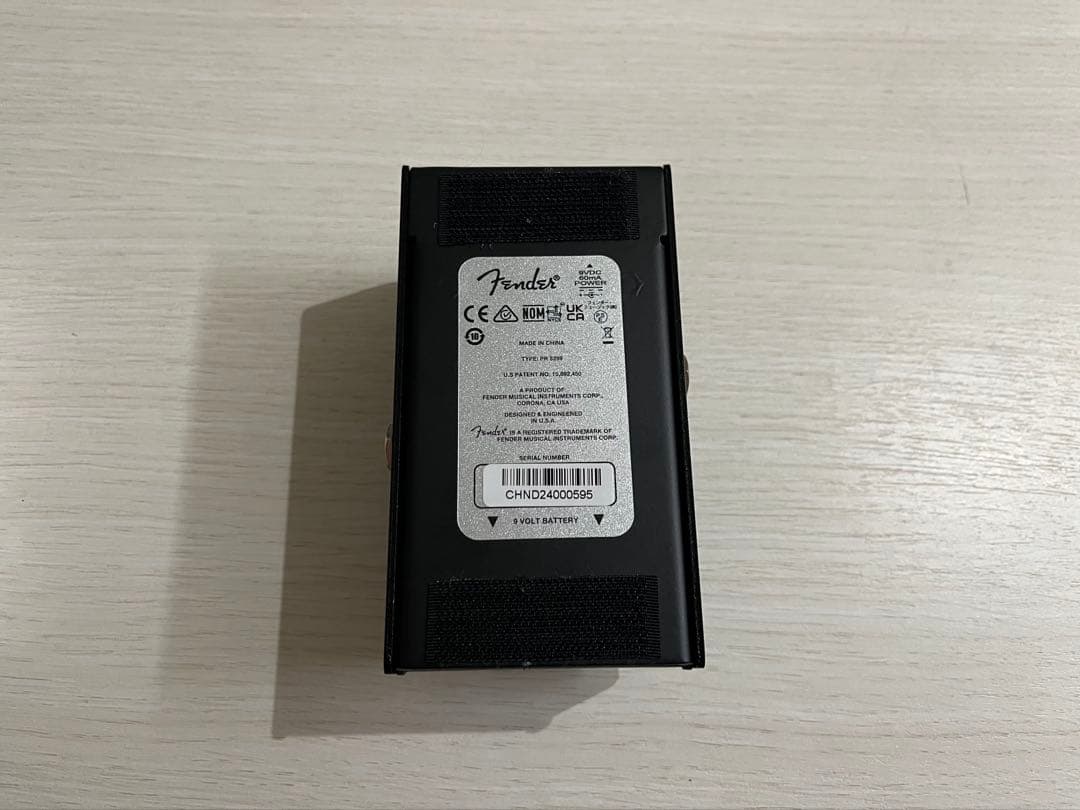 Fender®
9VDC
60mA
POWER
CE
NOM
UK
CA
MADE IN CHINA
TYPE: PR 5299
U.S PATENT NO. 10,892,450
A PRODUCT OF
FENDER MUSICAL INSTRUMENTS CORP.,
CORONA, CA USA
DESIGNED & ENGINEERED
IN U.S.A.
Fender® IS A REGISTERED TRADEMARK OF
FENDER MUSICAL INSTRUMENTS CORP.
SERIAL NUMBER
CHND24000595
9 VOLT BATTERY